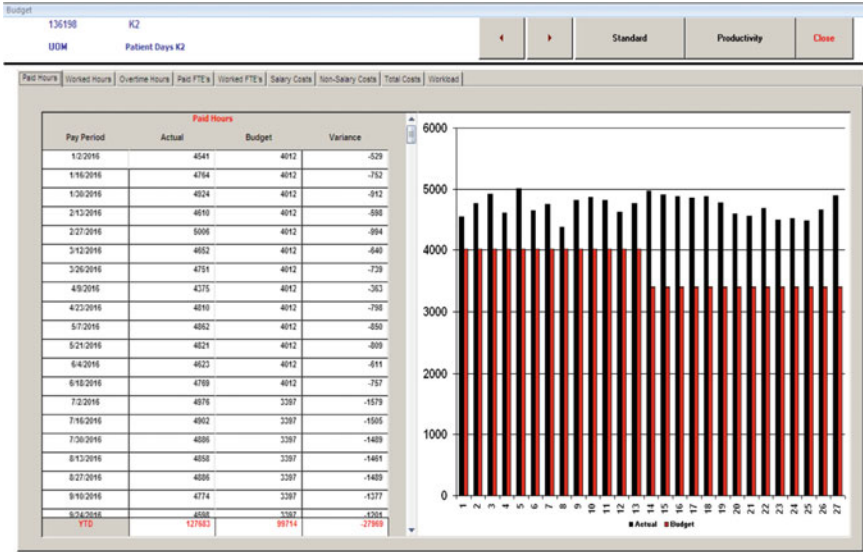 Budget
136198 K2
UOM Patient Days K2
Standard Productivity Close
Paid Hours Worked Hours Overtime Hours Paid FTE's Worked FTE's Salary Costs Non-Salary Costs Total Costs Workload
Paid Hours
Pay Period Actual Budget Variance
1/2/2016 4541 4012 -529
1/16/2016 4764 4012 -752
1/30/2016 4924 4012 -912
2/13/2016 4610 4012 -598
2/27/2016 5006 4012 -994
3/12/2016 4652 4012 -640
3/26/2016 4751 4012 -739
4/9/2016 4375 4012 -363
4/23/2016 4810 4012 -798
5/7/2016 4862 4012 -850
5/21/2016 4821 4012 -809
6/4/2016 4623 4012 -611
6/18/2016 4769 4012 -757
7/2/2016 4976 3397 -1579
7/16/2016 4902 3397 -1505
7/30/2016 4886 3397 -1489
8/13/2016 4858 3397 -1461
8/27/2016 4886 3397 -1489
9/10/2016 4774 3397 -1377
9/24/2016 4598 3397 -1201
YTD 127683 99714 -27969
6000
5000
4000
3000
2000
1000
0
1 2 3 4 5 6 7 8 9 10 11 12 13 14 15 16 17 18 19 20 21 22 23 24 25 26 27
Actual Budget